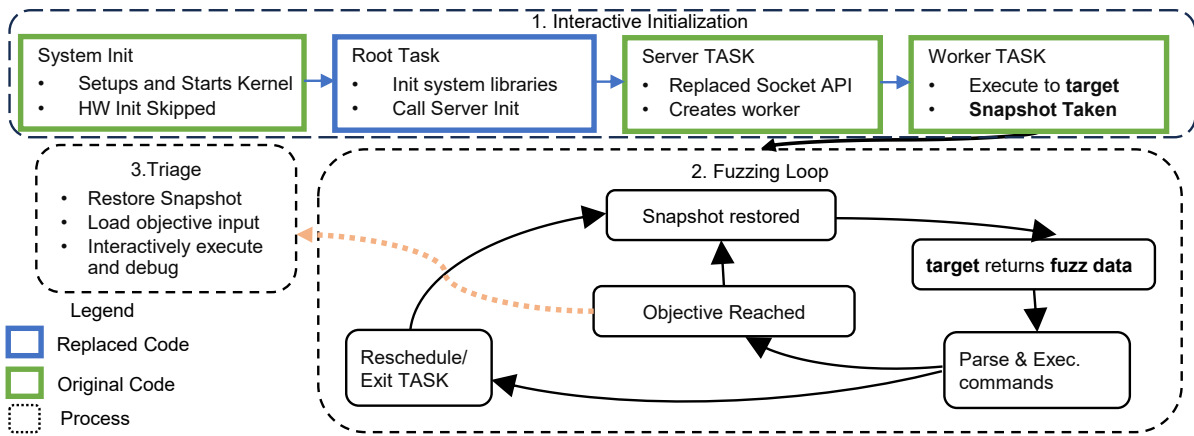 1. Interactive Initialization
System Init
• Setups and Starts Kernel
• HW Init Skipped
Root Task
• Init system libraries
• Call Server Init
Server TASK
• Replaced Socket API
• Creates worker
Worker TASK
• Execute to target
• Snapshot Taken
3.Triage
• Restore Snapshot
• Load objective input
• Interactively execute
and debug
2. Fuzzing Loop
Snapshot restored
target returns fuzz data
Objective Reached
Parse & Exec.
commands
Reschedule/
Exit TASK
Legend
Replaced Code
Original Code
Process